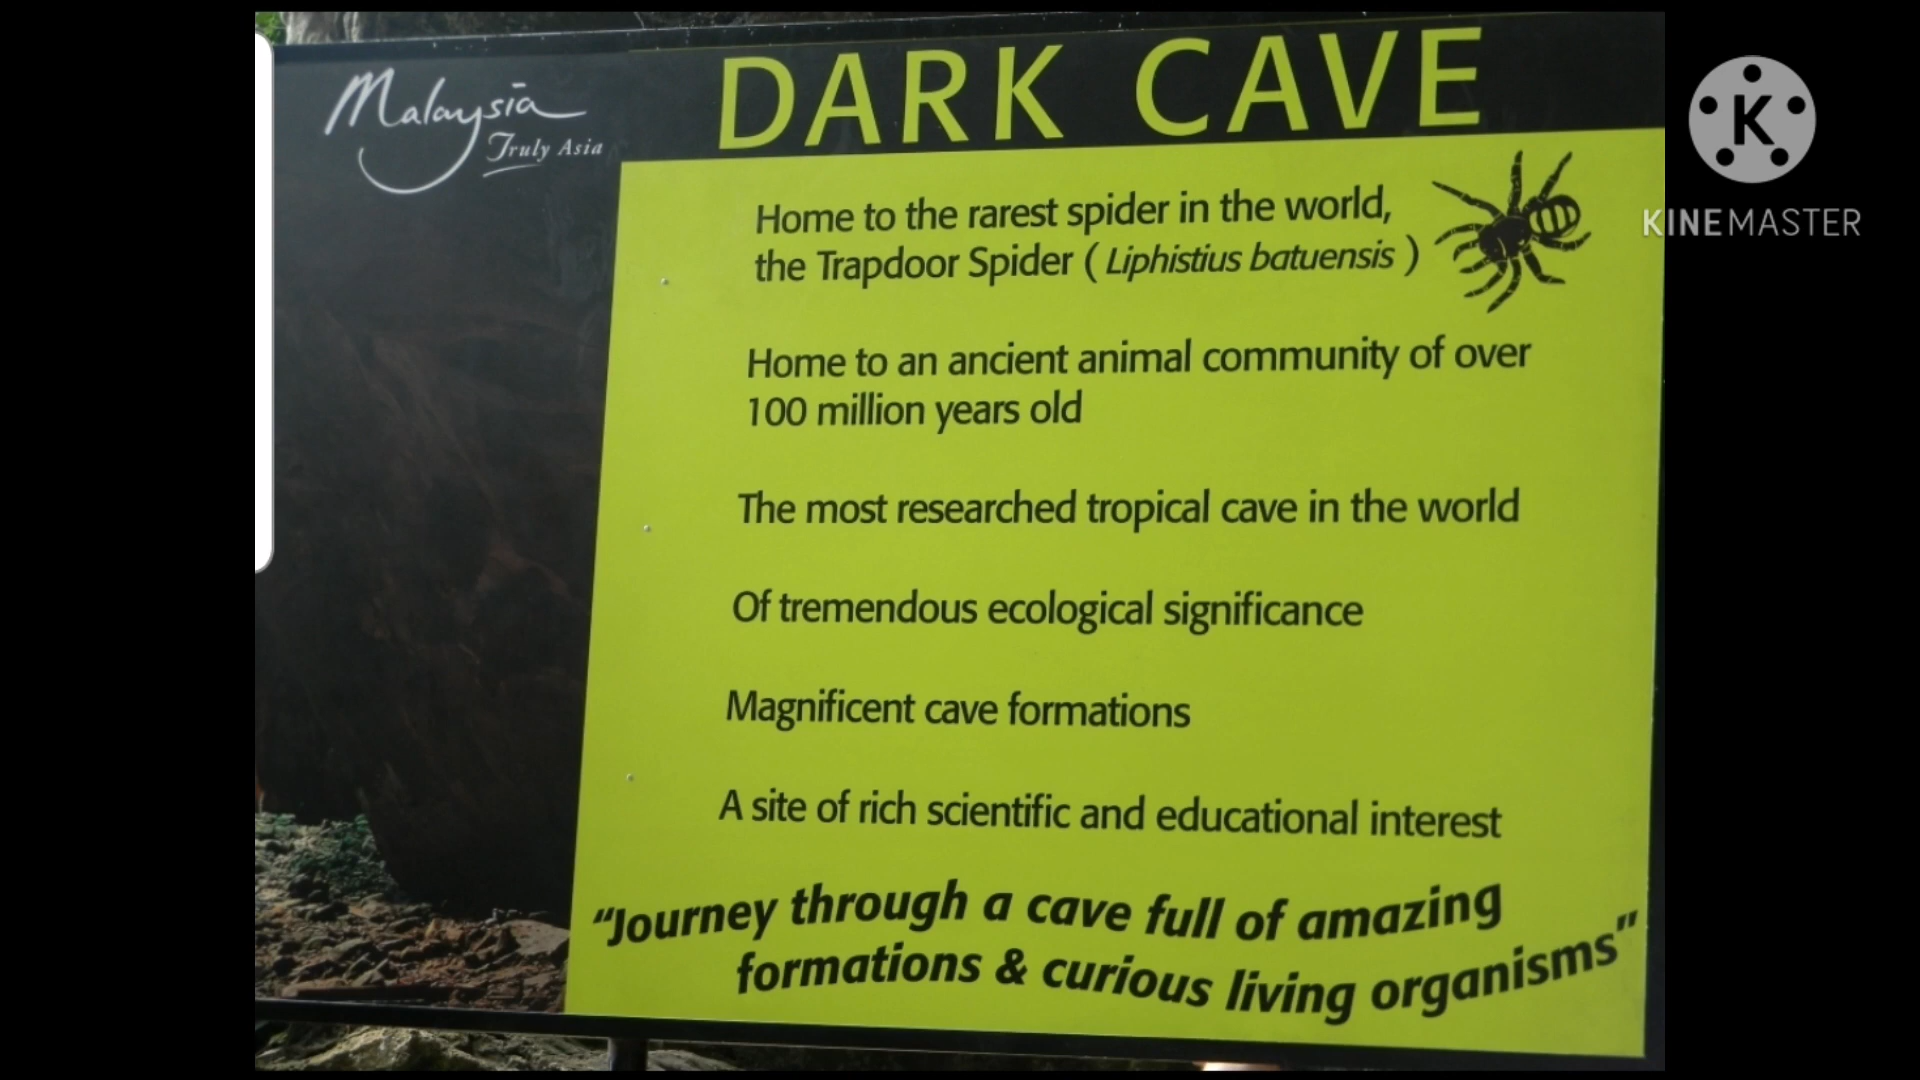 Malaysia
Truly Asia
DARK CAVE
Home to the rarest spider in the world,
the Trapdoor Spider ( Liphistius batuensis )
Home to an ancient animal community of over
100 million years old
The most researched tropical cave in the world
Of tremendous ecological significance
Magnificent cave formations
A site of rich scientific and educational interest
“Journey through a cave full of amazing
formations & curious living organisms”
K
KINEMASTER